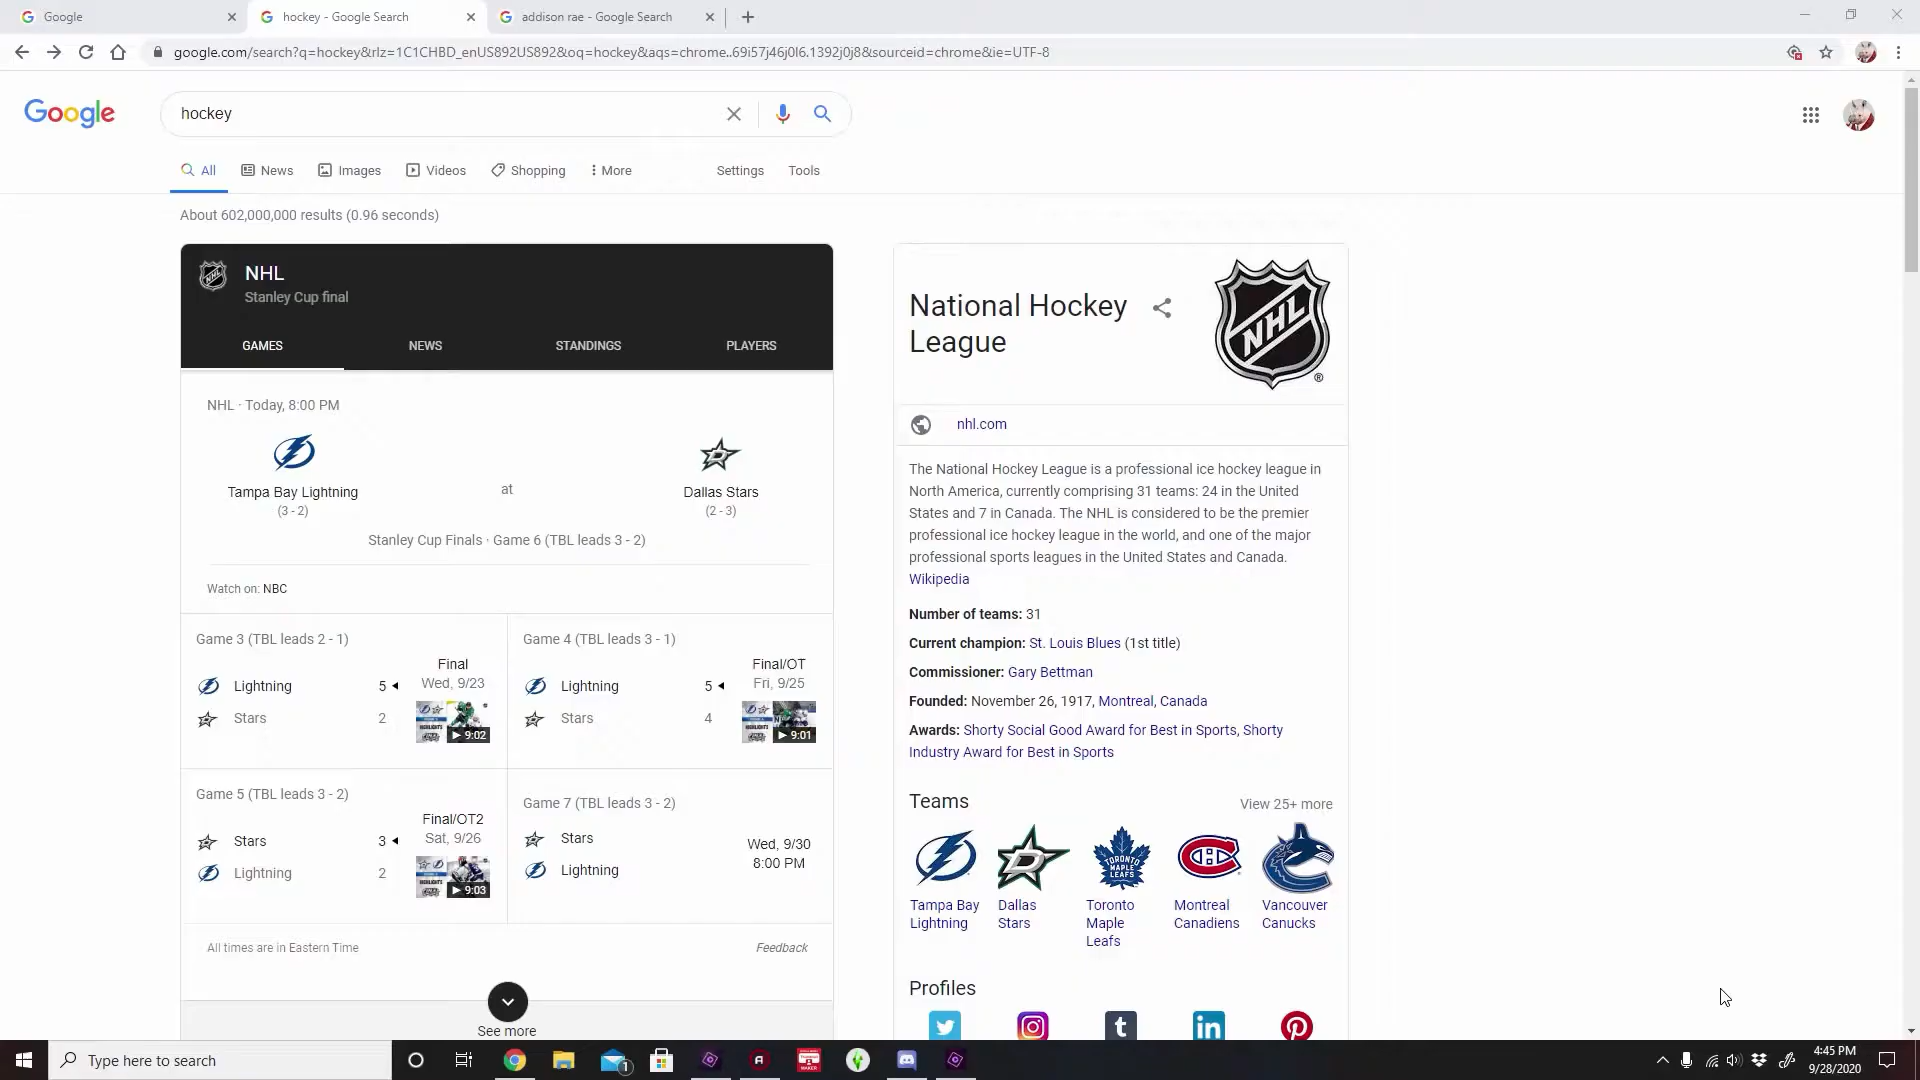 Google
hockey - Google Search
addison rae - Google Search
google.com/search?q=hockey&rlz=1C1CHBD_enUS892US892&oq=hockey&aqs=chrome..69i57j46j0l6.1392j0j8&sourceid=chrome&ie=UTF-8
Google
hockey
All
News
Images
Videos
Shopping
More
Settings
Tools
About 602,000,000 results (0.96 seconds)
NHL
Stanley Cup final
GAMES
NEWS
STANDINGS
PLAYERS
NHL · Today, 8:00 PM
Tampa Bay Lightning
(3 - 2)
at
Dallas Stars
(2 - 3)
Stanley Cup Finals · Game 6 (TBL leads 3 - 2)
Watch on: NBC
Game 3 (TBL leads 2 - 1)
Lightning 5
Stars 2
Final
Wed, 9/23
9:02
Game 4 (TBL leads 3 - 1)
Lightning 5
Stars 4
Final/OT
Fri, 9/25
9:01
Game 5 (TBL leads 3 - 2)
Stars 3
Lightning 2
Final/OT2
Sat, 9/26
9:03
Game 7 (TBL leads 3 - 2)
Stars
Lightning
Wed, 9/30
8:00 PM
All times are in Eastern Time
Feedback
See more
National Hockey
League
NHL
®
nhl.com
The National Hockey League is a professional ice hockey league in
North America, currently comprising 31 teams: 24 in the United
States and 7 in Canada. The NHL is considered to be the premier
professional ice hockey league in the world, and one of the major
professional sports leagues in the United States and Canada.
Wikipedia
Number of teams: 31
Current champion: St. Louis Blues (1st title)
Commissioner: Gary Bettman
Founded: November 26, 1917, Montreal, Canada
Awards: Shorty Social Good Award for Best in Sports, Shorty
Industry Award for Best in Sports
Teams
View 25+ more
TORONTO
MAPLE
LEAFS
Tampa Bay
Lightning
Dallas
Stars
Toronto
Maple
Leafs
Montreal
Canadiens
Vancouver
Canucks
Profiles
Type here to search
1
4:45 PM
9/28/2020